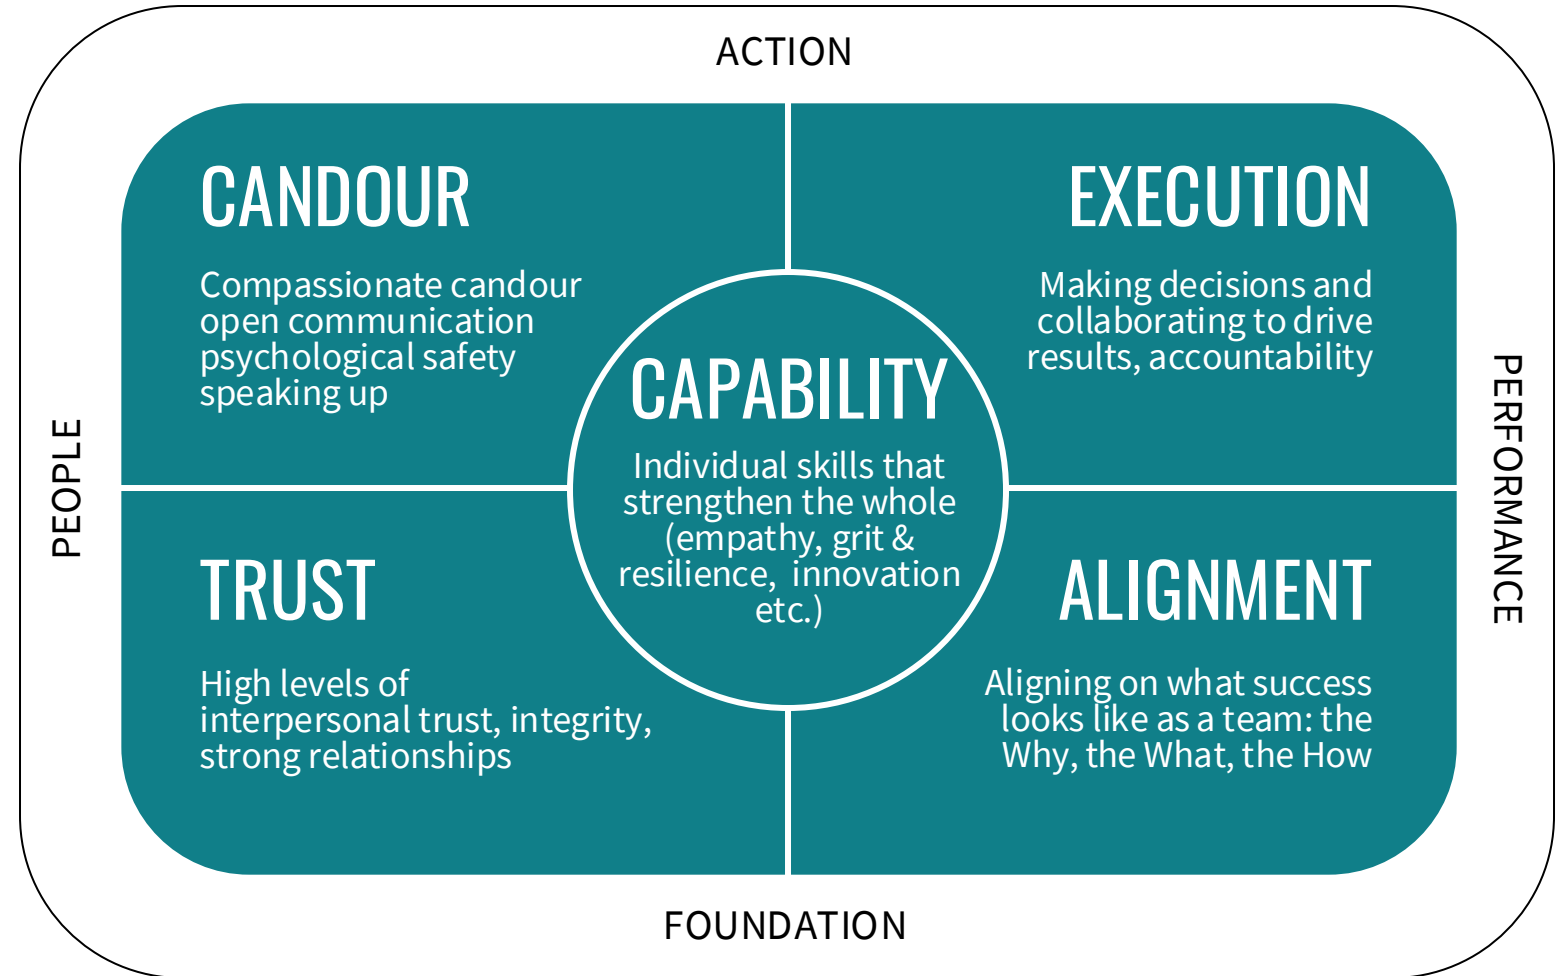 ACTION
CANDOUR
Compassionate candour
open communication
psychological safety
speaking up
EXECUTION
Making decisions and
collaborating to drive
results, accountability
CAPABILITY
Individual skills that
strengthen the whole
(empathy, grit &
resilience, innovation
etc.)
PEOPLE
PERFORMANCE
TRUST
High levels of
interpersonal trust, integrity,
strong relationships
ALIGNMENT
Aligning on what success
looks like as a team: the
Why, the What, the How
FOUNDATION